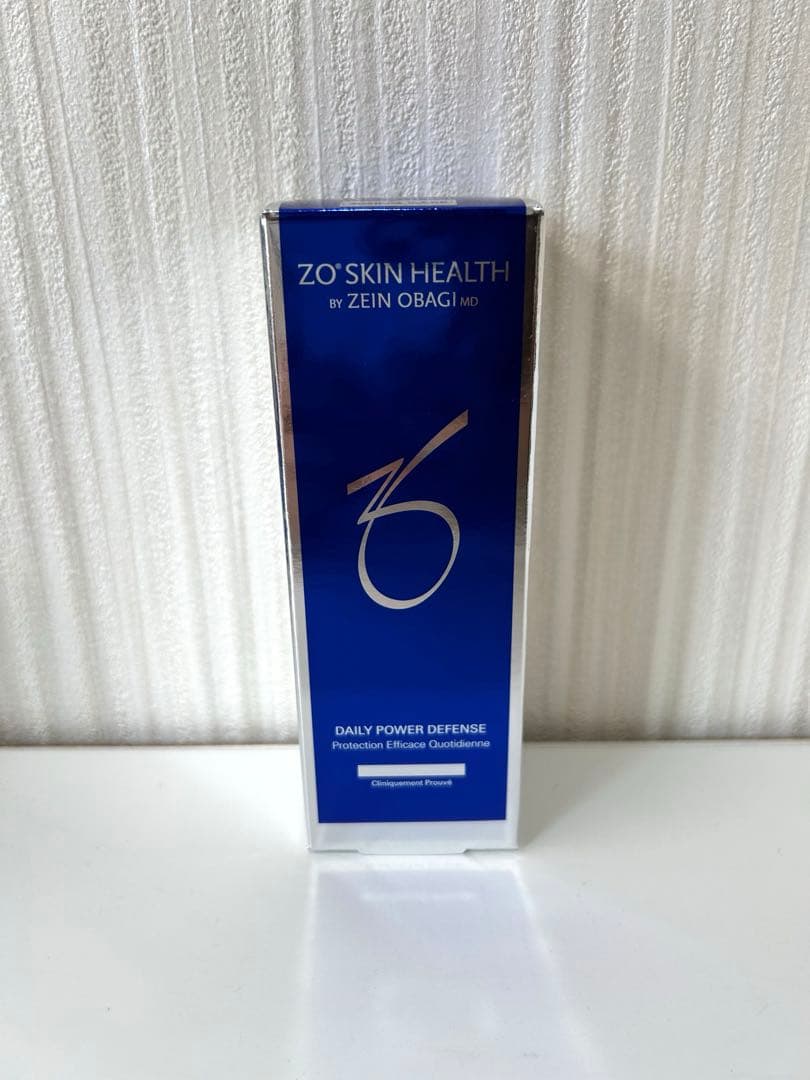 ZO® SKIN HEALTH
BY ZEIN OBAGI MD
DAILY POWER DEFENSE
Protection Efficace Quotidienne
Cliniquement Prouvé